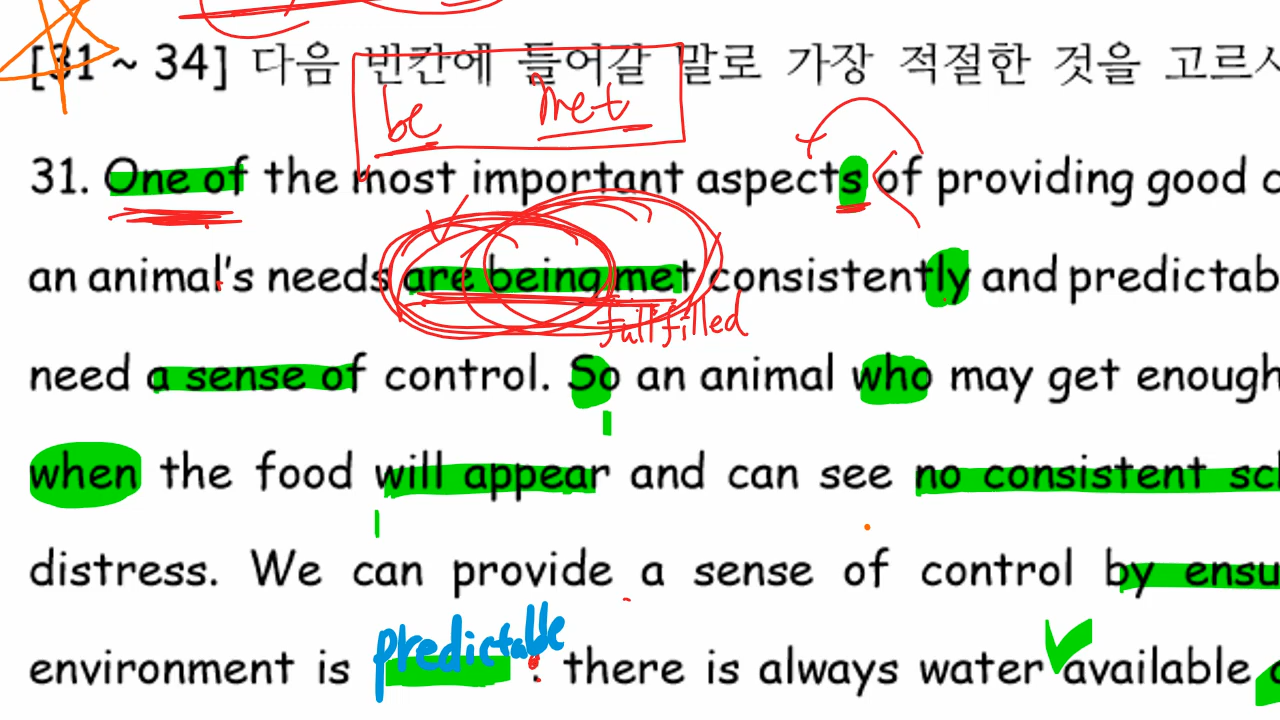 [31 ~ 34] 다음 빈칸에 들어갈 말로 가장 적절한 것을 고르시
be met
31. One of the most important aspects of providing good c
an animal's needs are being met consistently and predictab
fullfilled
need a sense of control. So an animal who may get enough
when the food will appear and can see no consistent sch
distress. We can provide a sense of control by ensu
predictable
environment is : there is always water available